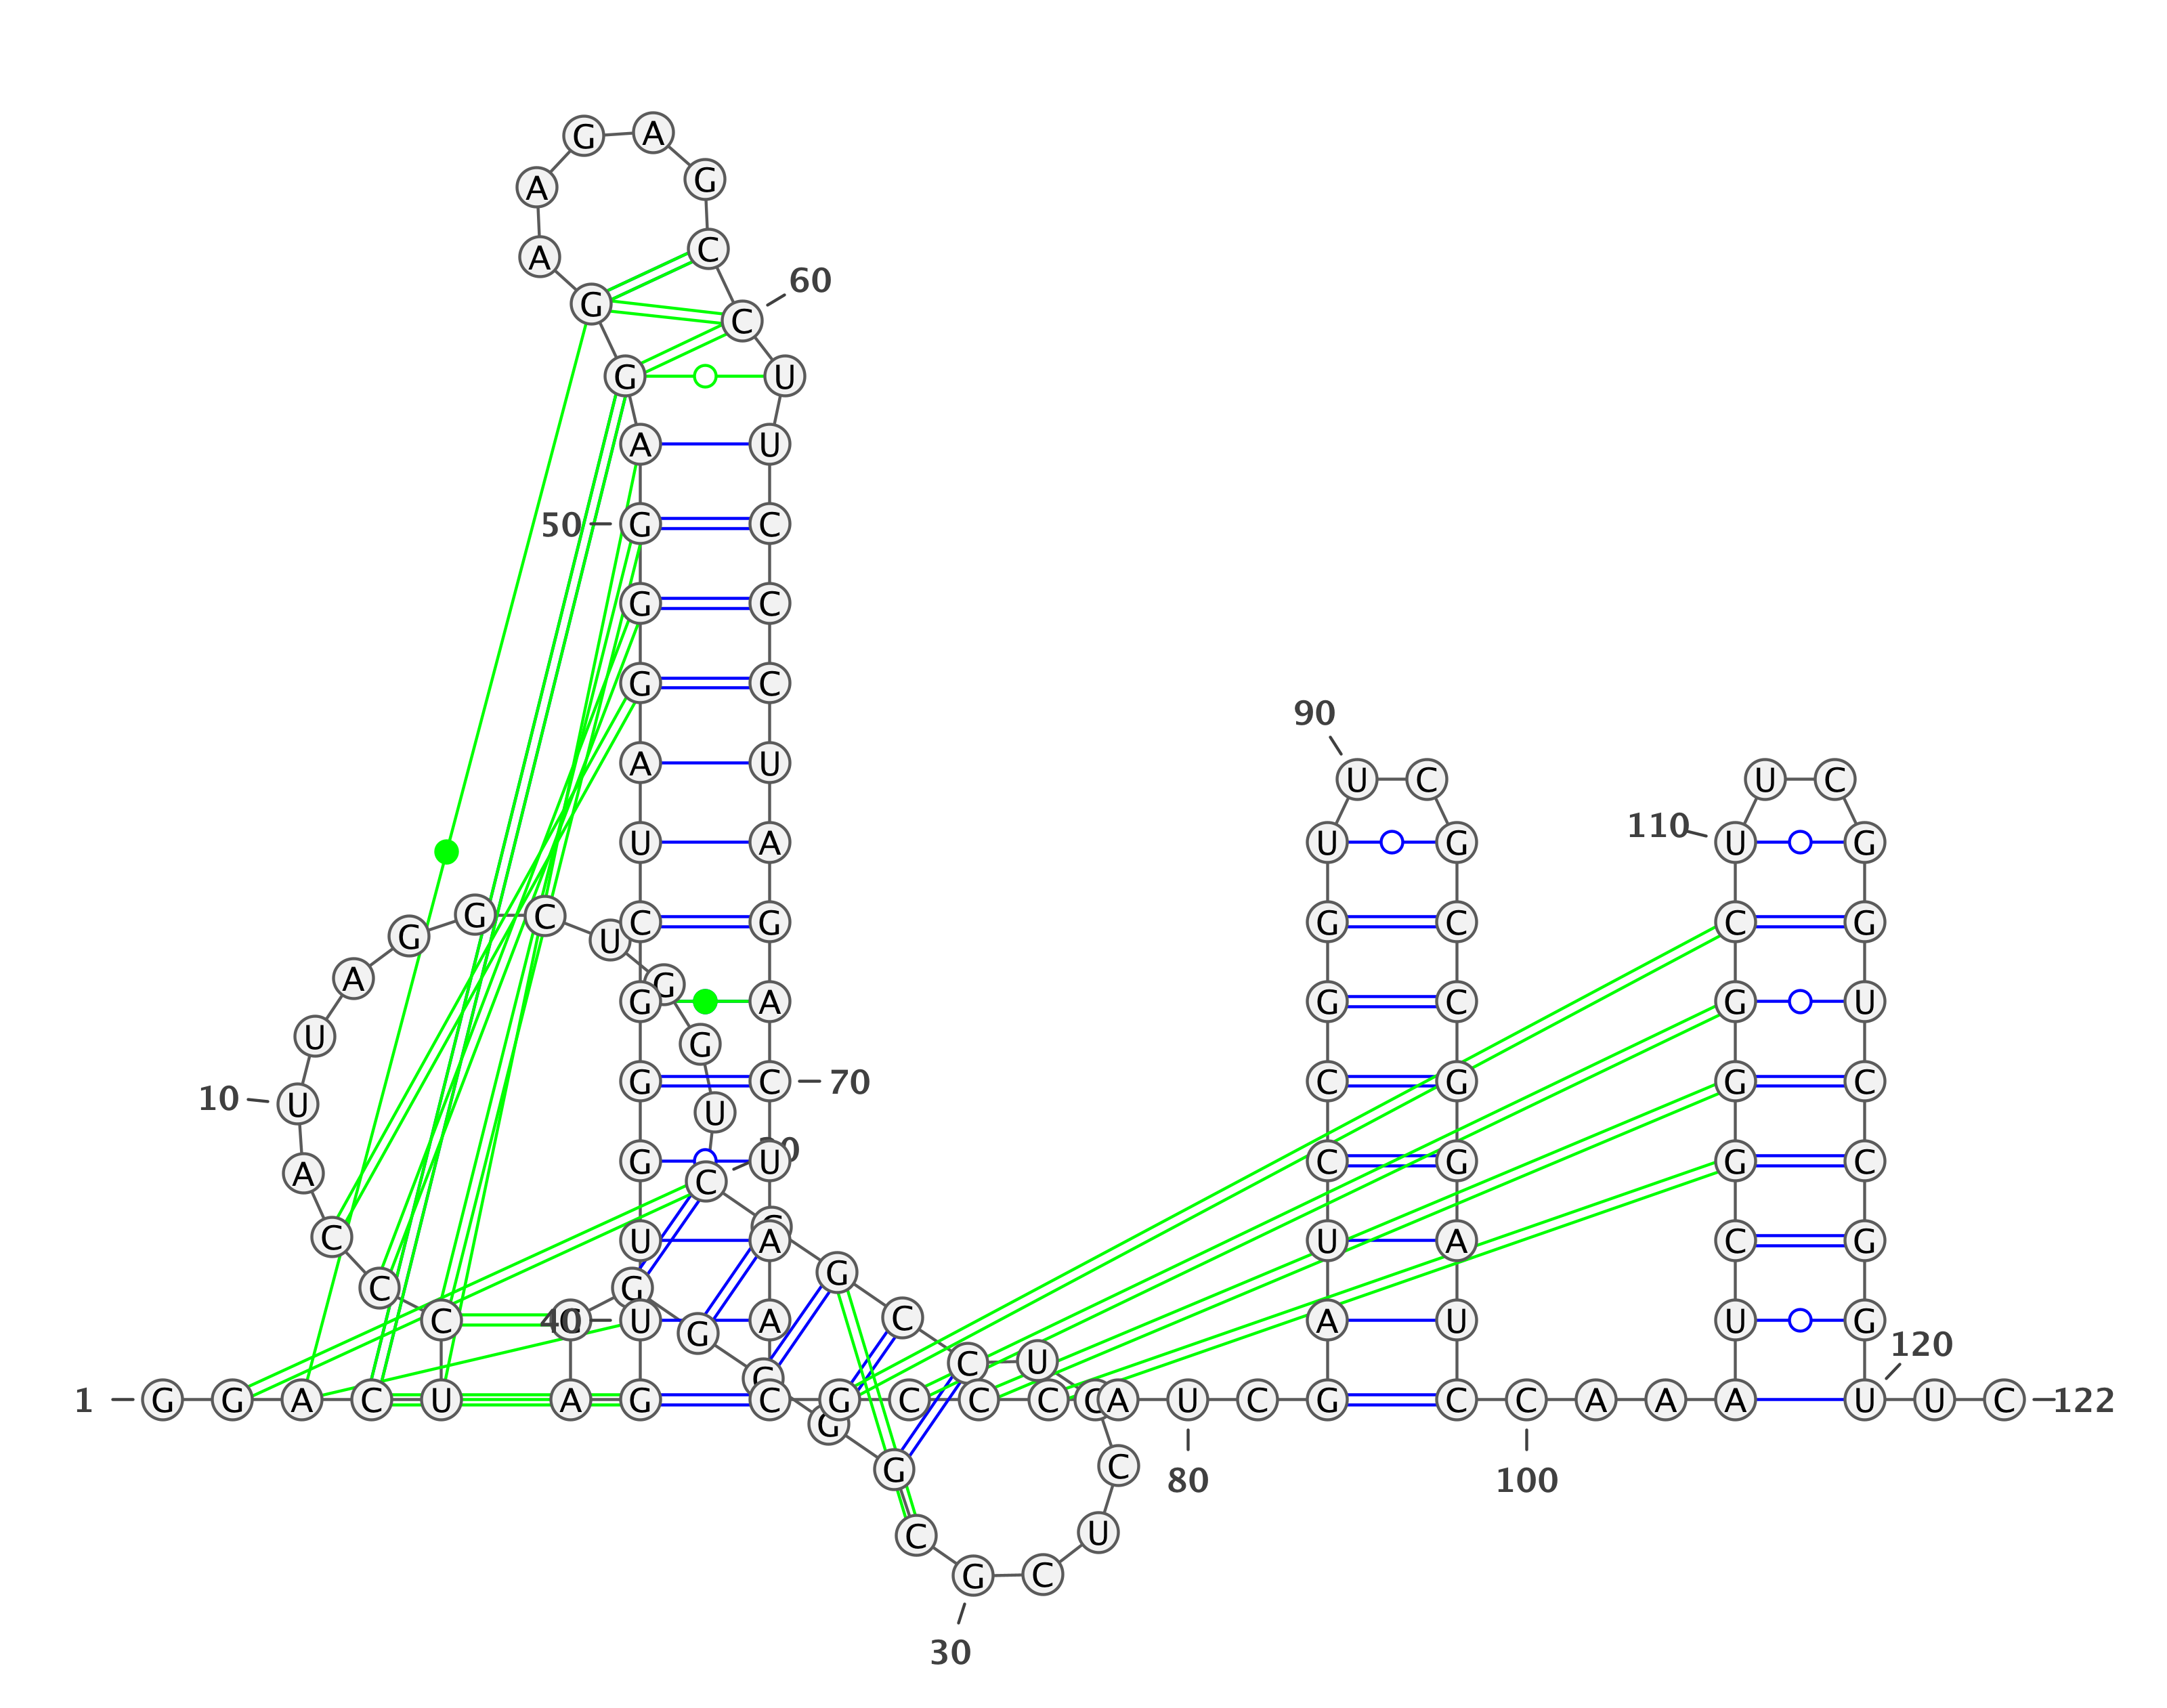 G A
A G
A C
60
G C
G U
A U
50 G C
G C
G C
90
A U
U C U C
110
U A U G U G
G G C U C G G C C G
A G G A G C G U
U G
10 U G C 70 C G G C
U
G U C G G C
A C
C U A U A C G
G
C
C 40 U G A C A U U G 120
C U
1 G G A C U A G C G C C C A U C G C C A A A A U U C 122
G
G C
80 100
C U
G C
30